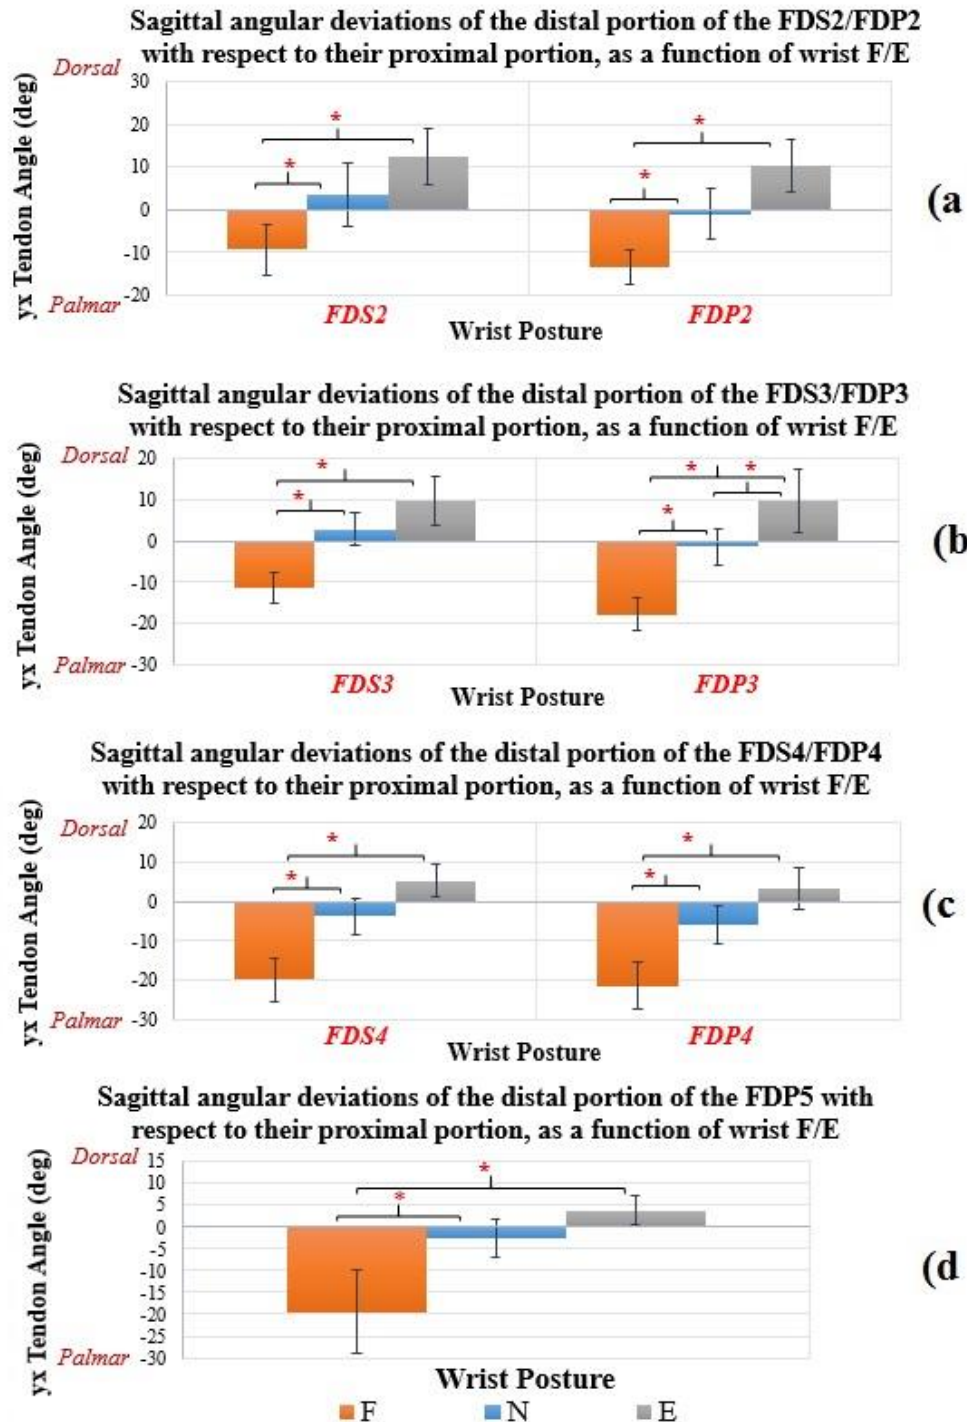 Sagittal angular deviations of the distal portion of the FDS2/FDP2
with respect to their proximal portion, as a function of wrist F/E
Dorsal
yx Tendon Angle (deg)
30
20
10
0
-10
-20
Palmar
* * * *
FDS2 FDP2
Wrist Posture
(a
Sagittal angular deviations of the distal portion of the FDS3/FDP3
with respect to their proximal portion, as a function of wrist F/E
Dorsal
yx Tendon Angle (deg)
20
10
0
-10
-20
-30
Palmar
* * * * *
FDS3 FDP3
Wrist Posture
(b
Sagittal angular deviations of the distal portion of the FDS4/FDP4
with respect to their proximal portion, as a function of wrist F/E
Dorsal
yx Tendon Angle (deg)
20
10
0
-10
-20
-30
Palmar
* * * *
FDS4 FDP4
Wrist Posture
(c
Sagittal angular deviations of the distal portion of the FDP5 with
respect to their proximal portion, as a function of wrist F/E
Dorsal
yx Tendon Angle (deg)
15
10
5
0
-5
-10
-15
-20
-25
-30
Palmar
* *
Wrist Posture
(d
F N E